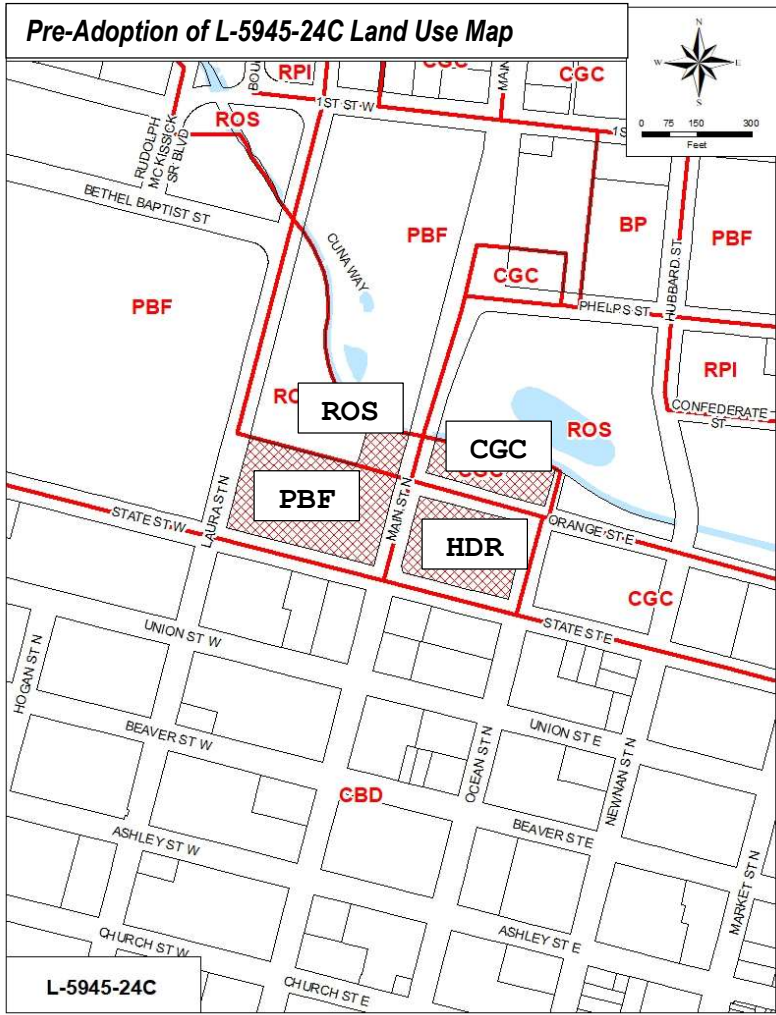 Pre-Adoption of L-5945-24C Land Use Map
N
W
E
S
0 75 150 300
Feet
RPI
BOU
CGC
MAIN
CGC
1ST ST W
1S
RUDOLPH
MC KISSICK
SR BLVD
ROS
BETHEL BAPTIST ST
CUNA WAY
PBF
BP
PBF
HUBBARD ST
CGC
PHELPS ST
PBF
RPI
CONFEDERATE
ST
ROS
ROS
CGC
CGC
PBF
HDR
LAURA ST N
MAIN ST N
ORANGE ST E
STATE ST W
CGC
STATE ST E
UNION ST W
HOGAN ST N
UNION ST E
BEAVER ST W
OCEAN ST N
NEWNAN ST N
CBD
BEAVER ST E
ASHLEY ST W
MARKET ST N
CHURCH ST W
ASHLEY ST E
CHURCH ST E
L-5945-24C